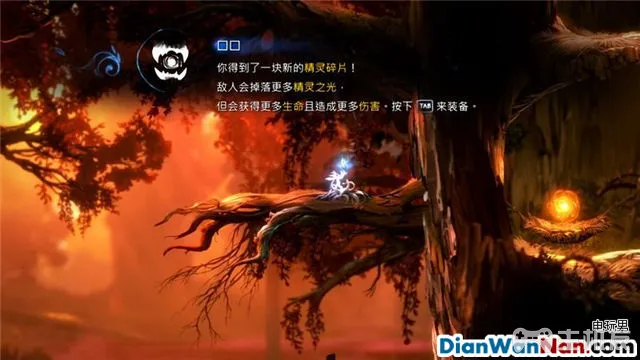 口口
你得到了一块新的精灵碎片！
敌人会掉落更多精灵之光，
但会获得更多生命且造成更多伤害。按下 TAB 来装备。
电玩男
DianWanNan.com